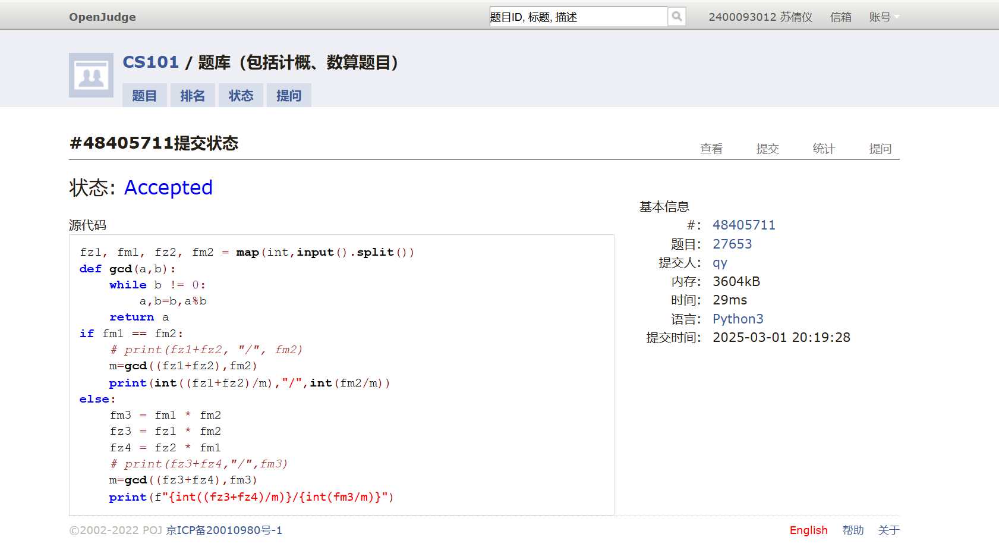 OpenJudge
题目ID, 标题, 描述
2400093012 苏倩仪 信箱 账号
CS101 / 题库（包括计概、数算题目）
题目 排名 状态 提问
#48405711提交状态
查看 提交 统计 提问
状态: Accepted
源代码
fz1, fm1, fz2, fm2 = map(int,input().split())
def gcd(a,b):
    while b != 0:
        a,b=b,a%b
    return a
if fm1 == fm2:
    # print(fz1+fz2, "/", fm2)
    m=gcd((fz1+fz2),fm2)
    print(int((fz1+fz2)/m),"/",int(fm2/m))
else:
    fm3 = fm1 * fm2
    fz3 = fz1 * fm2
    fz4 = fz2 * fm1
    # print(fz3+fz4,"/",fm3)
    m=gcd((fz3+fz4),fm3)
    print(f"{int((fz3+fz4)/m)}/{int(fm3/m)}")
基本信息
#: 48405711
题目: 27653
提交人: qy
内存: 3604kB
时间: 29ms
语言: Python3
提交时间: 2025-03-01 20:19:28
©2002-2022 POJ 京ICP备20010980号-1
English 帮助 关于